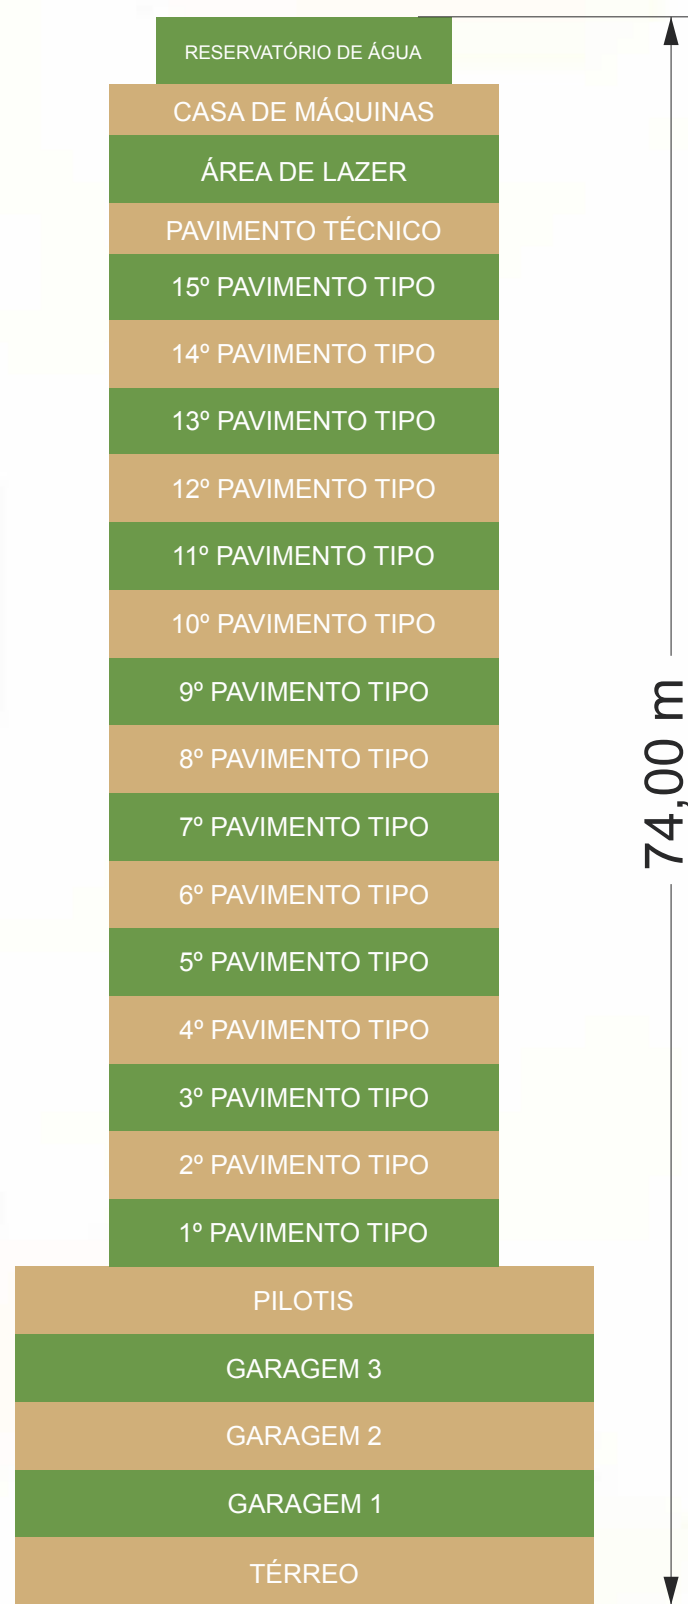 RESERVATÓRIO DE ÁGUA
CASA DE MÁQUINAS
ÁREA DE LAZER
PAVIMENTO TÉCNICO
15º PAVIMENTO TIPO
14º PAVIMENTO TIPO
13º PAVIMENTO TIPO
12º PAVIMENTO TIPO
11º PAVIMENTO TIPO
10º PAVIMENTO TIPO
9º PAVIMENTO TIPO
8º PAVIMENTO TIPO
7º PAVIMENTO TIPO
6º PAVIMENTO TIPO
5º PAVIMENTO TIPO
4º PAVIMENTO TIPO
3º PAVIMENTO TIPO
2º PAVIMENTO TIPO
1º PAVIMENTO TIPO
PILOTIS
GARAGEM 3
GARAGEM 2
GARAGEM 1
TÉRREO
74,00 m